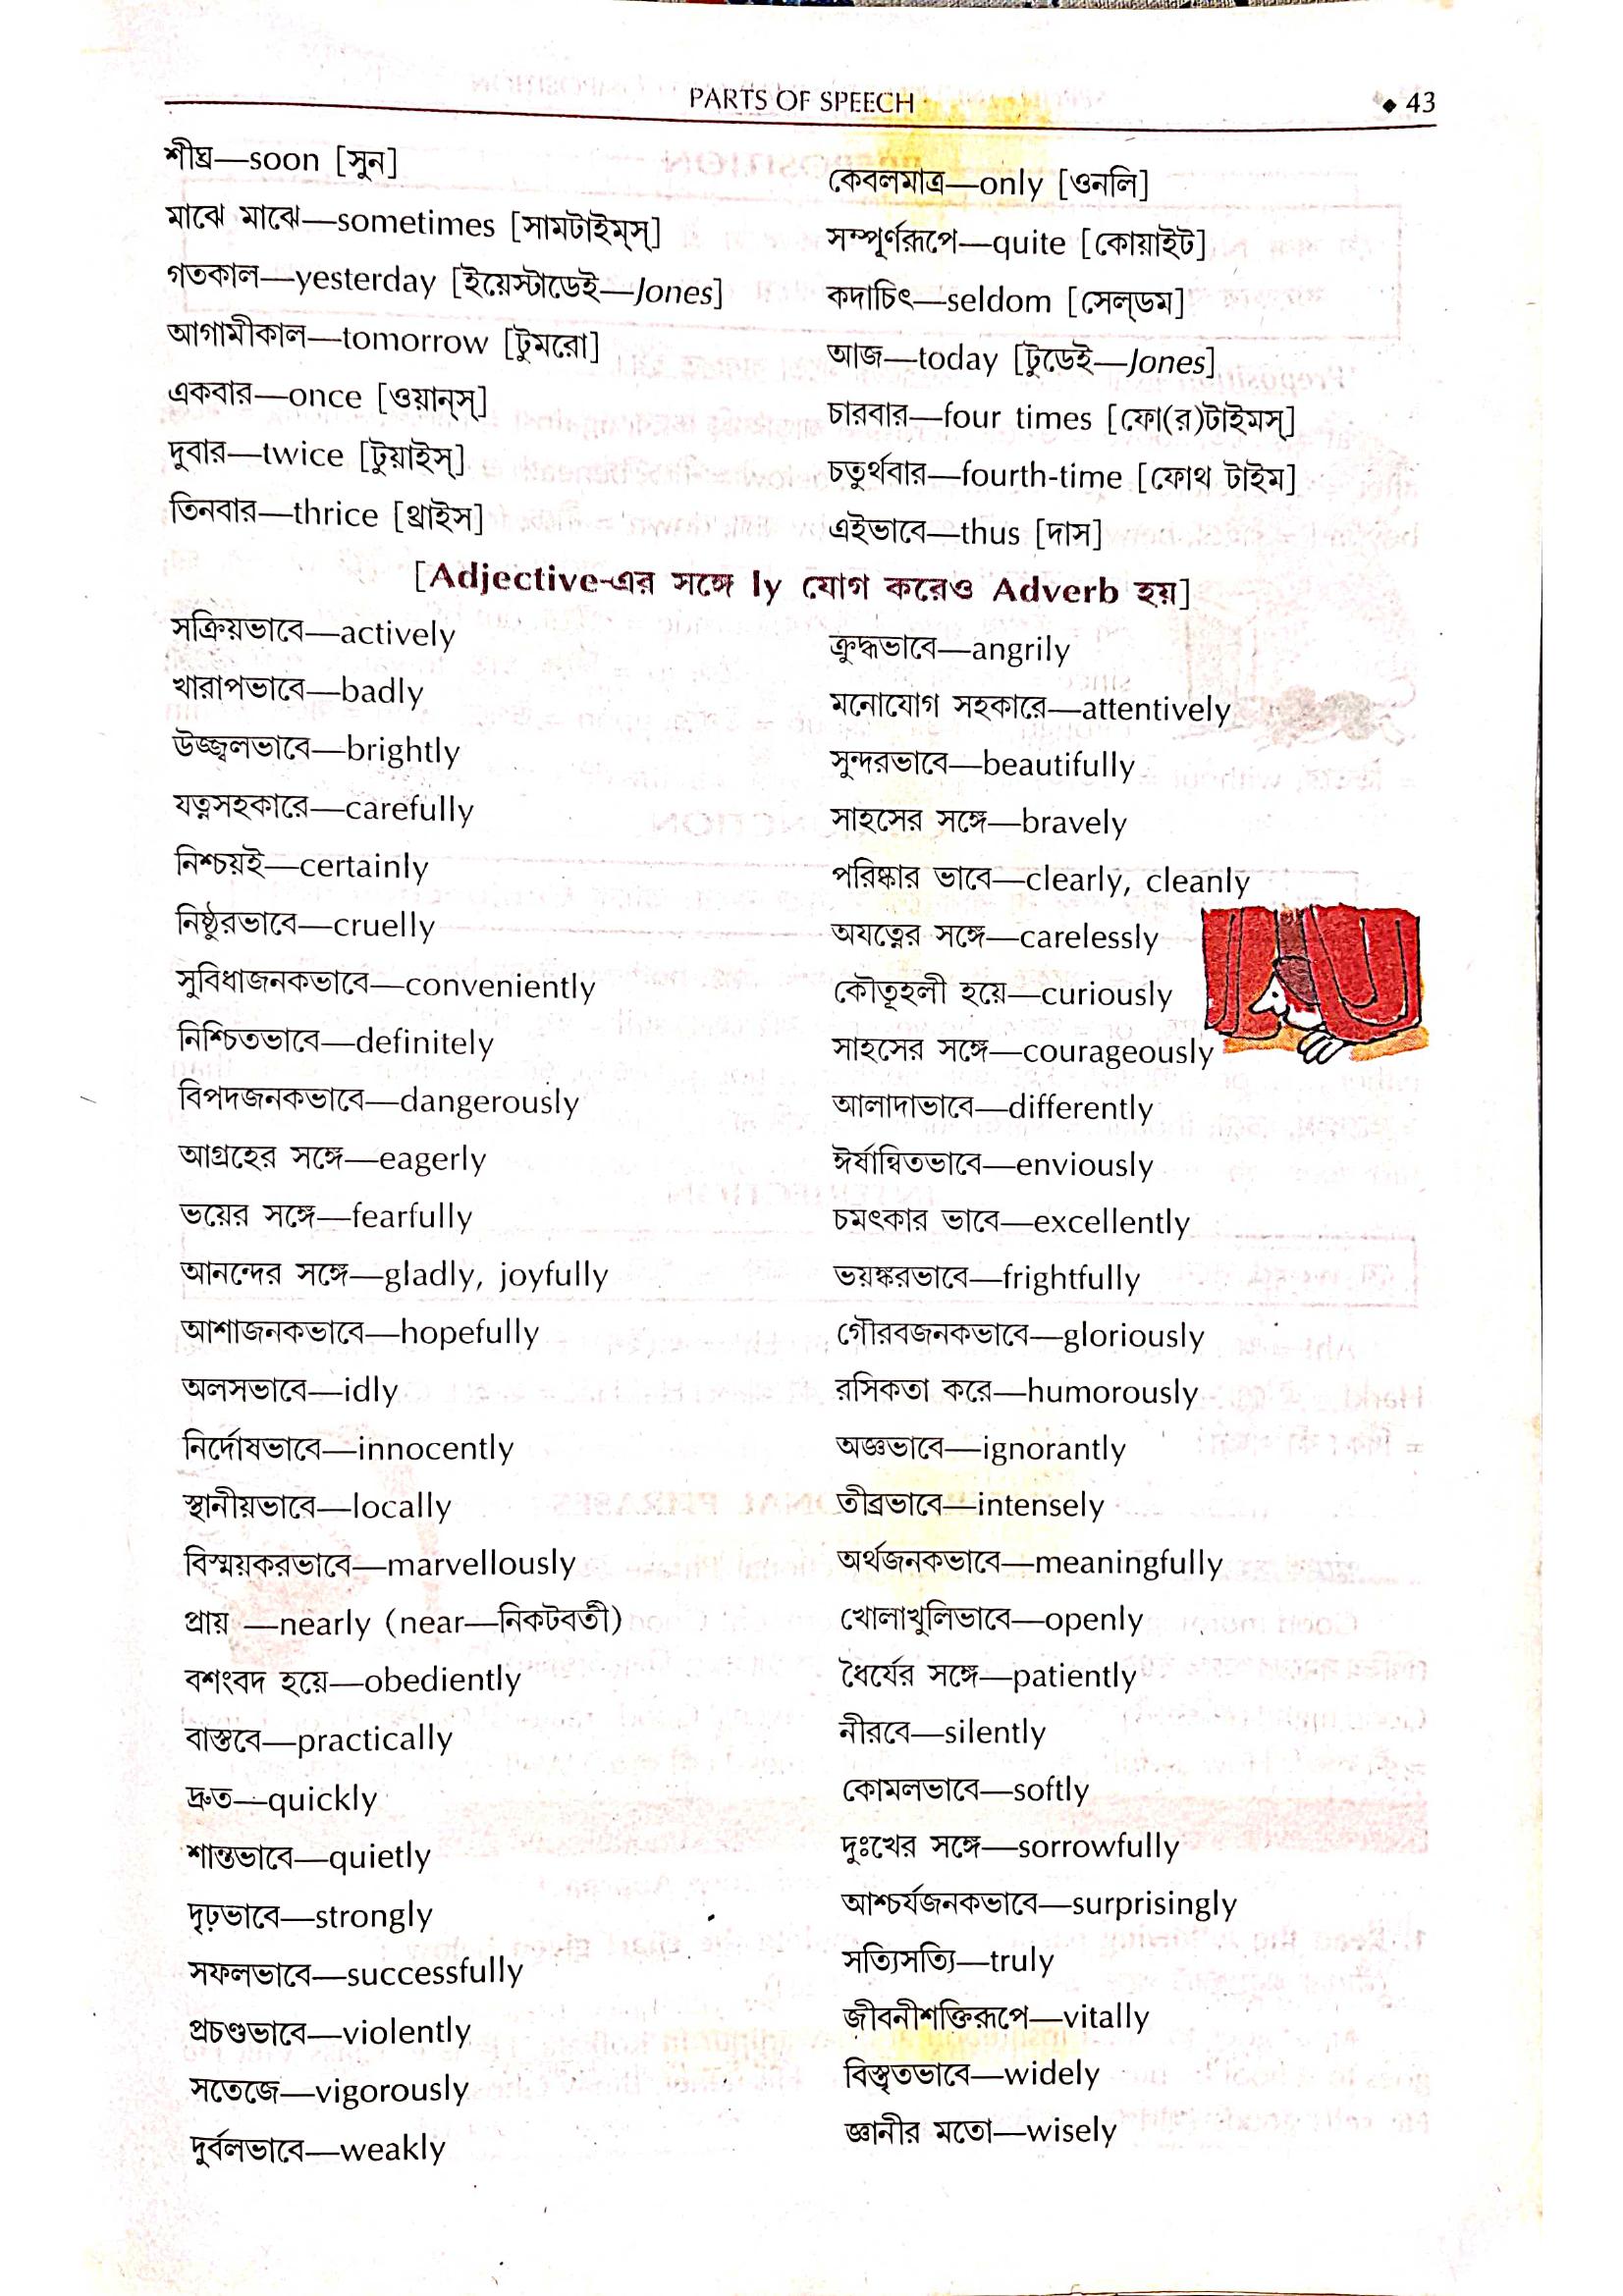 PARTS OF SPEECH ◆ 43
শীঘ্র—soon [সুন]
মাঝে মাঝে—sometimes [সামটাইম্‌স্]
গতকাল—yesterday [ইয়েস্টাডেই—Jones]
আগামীকাল—tomorrow [টুমরো]
একবার—once [ওয়ান্‌স্]
দুবার—twice [টুয়াইস্]
তিনবার—thrice [থ্রাইস]
কেবলমাত্র—only [ওনলি]
সম্পূর্ণরূপে—quite [কোয়াইট]
কদাচিৎ—seldom [সেল্‌ডম]
আজ—today [টুডেই—Jones]
চারবার—four times [ফো(র)টাইমস্]
চতুর্থবার—fourth-time [ফোথ টাইম]
এইভাবে—thus [দাস]
[Adjective-এর সঙ্গে ly যোগ করেও Adverb হয়]
সক্রিয়ভাবে—actively
খারাপভাবে—badly
উজ্জ্বলভাবে—brightly
যত্নসহকারে—carefully
নিশ্চয়ই—certainly
নিষ্ঠুরভাবে—cruelly
সুবিধাজনকভাবে—conveniently
নিশ্চিতভাবে—definitely
বিপদজনকভাবে—dangerously
আগ্রহের সঙ্গে—eagerly
ভয়ের সঙ্গে—fearfully
আনন্দের সঙ্গে—gladly, joyfully
আশাজনকভাবে—hopefully
অলসভাবে—idly
নির্দোষভাবে—innocently
স্থানীয়ভাবে—locally
বিস্ময়করভাবে—marvellously
প্রায় —nearly (near—নিকটবর্তী)
বশংবদ হয়ে—obediently
বাস্তবে—practically
দ্রুত—quickly
শান্তভাবে—quietly
দৃঢ়ভাবে—strongly
সফলভাবে—successfully
প্রচণ্ডভাবে—violently
সতেজে—vigorously
দুর্বলভাবে—weakly
ক্রুদ্ধভাবে—angrily
মনোযোগ সহকারে—attentively
সুন্দরভাবে—beautifully
সাহসের সঙ্গে—bravely
পরিষ্কার ভাবে—clearly, cleanly
অযত্নের সঙ্গে—carelessly
কৌতূহলী হয়ে—curiously
সাহসের সঙ্গে—courageously
আলাদাভাবে—differently
ঈর্ষান্বিতভাবে—enviously
চমৎকার ভাবে—excellently
ভয়ঙ্করভাবে—frightfully
গৌরবজনকভাবে—gloriously
রসিকতা করে—humorously
অজ্ঞভাবে—ignorantly
তীব্রভাবে—intensely
অর্থজনকভাবে—meaningfully
খোলাখুলিভাবে—openly
ধৈর্যের সঙ্গে—patiently
নীরবে—silently
কোমলভাবে—softly
দুঃখের সঙ্গে—sorrowfully
আশ্চর্যজনকভাবে—surprisingly
সত্যিসত্যি—truly
জীবনীশক্তিরূপে—vitally
বিস্তৃতভাবে—widely
জ্ঞানীর মতো—wisely